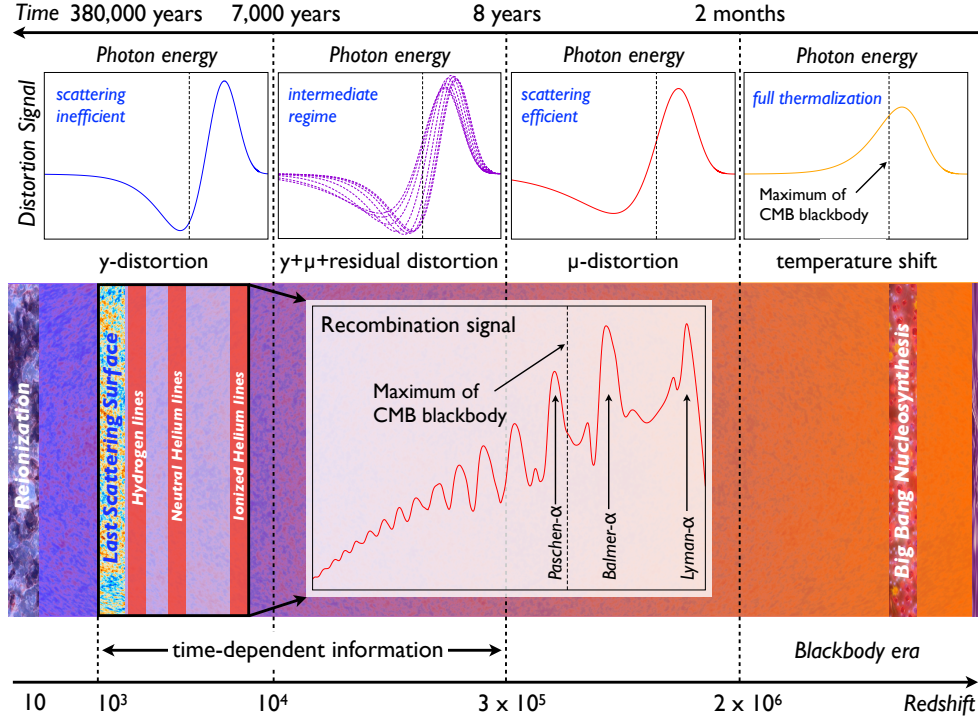 Time 380,000 years 7,000 years 8 years 2 months
Photon energy Photon energy Photon energy Photon energy
Distortion Signal
scattering
inefficient
intermediate
regime
scattering
efficient
full thermalization
Maximum of
CMB blackbody
y-distortion y+μ+residual distortion μ-distortion temperature shift
Reionization
Last Scattering Surface
Hydrogen lines
Neutral Helium lines
Ionized Helium lines
Recombination signal
Maximum of
CMB blackbody
Paschen-α
Balmer-α
Lyman-α
Big Bang Nucleosynthesis
time-dependent information
Blackbody era
10 10³ 10⁴ 3 x 10⁵ 2 x 10⁶ Redshift